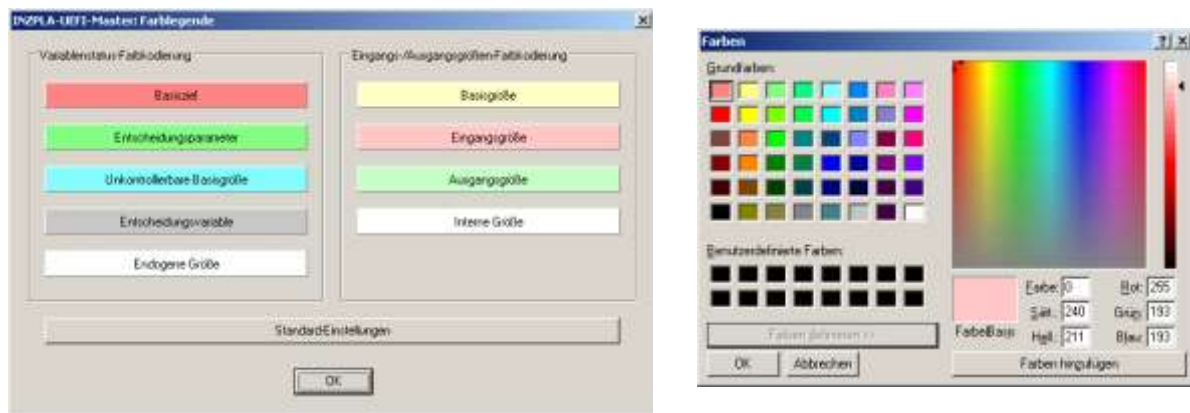 INZPLA-UEFI-Master: Farblegende
Variablenstatus-Farbkodierung
Basisziel
Entscheidungsparameter
Unkontrollierbare Basisgröße
Entscheidungsvariable
Endogene Größe
Eingangs-/Ausgangsgrößen-Farbkodierung
Basisgröße
Eingangsgröße
Ausgangsgröße
Interne Größe
Standard-Einstellungen
OK
Farben
Grundfarben:
Benutzerdefinierte Farben:
Farben definieren >>
OK Abbrechen
FarbeBasis
Farbe: 0 Rot: 255
Sätt.: 240 Grün: 193
Hell.: 211 Blau: 193
Farben hinzufügen